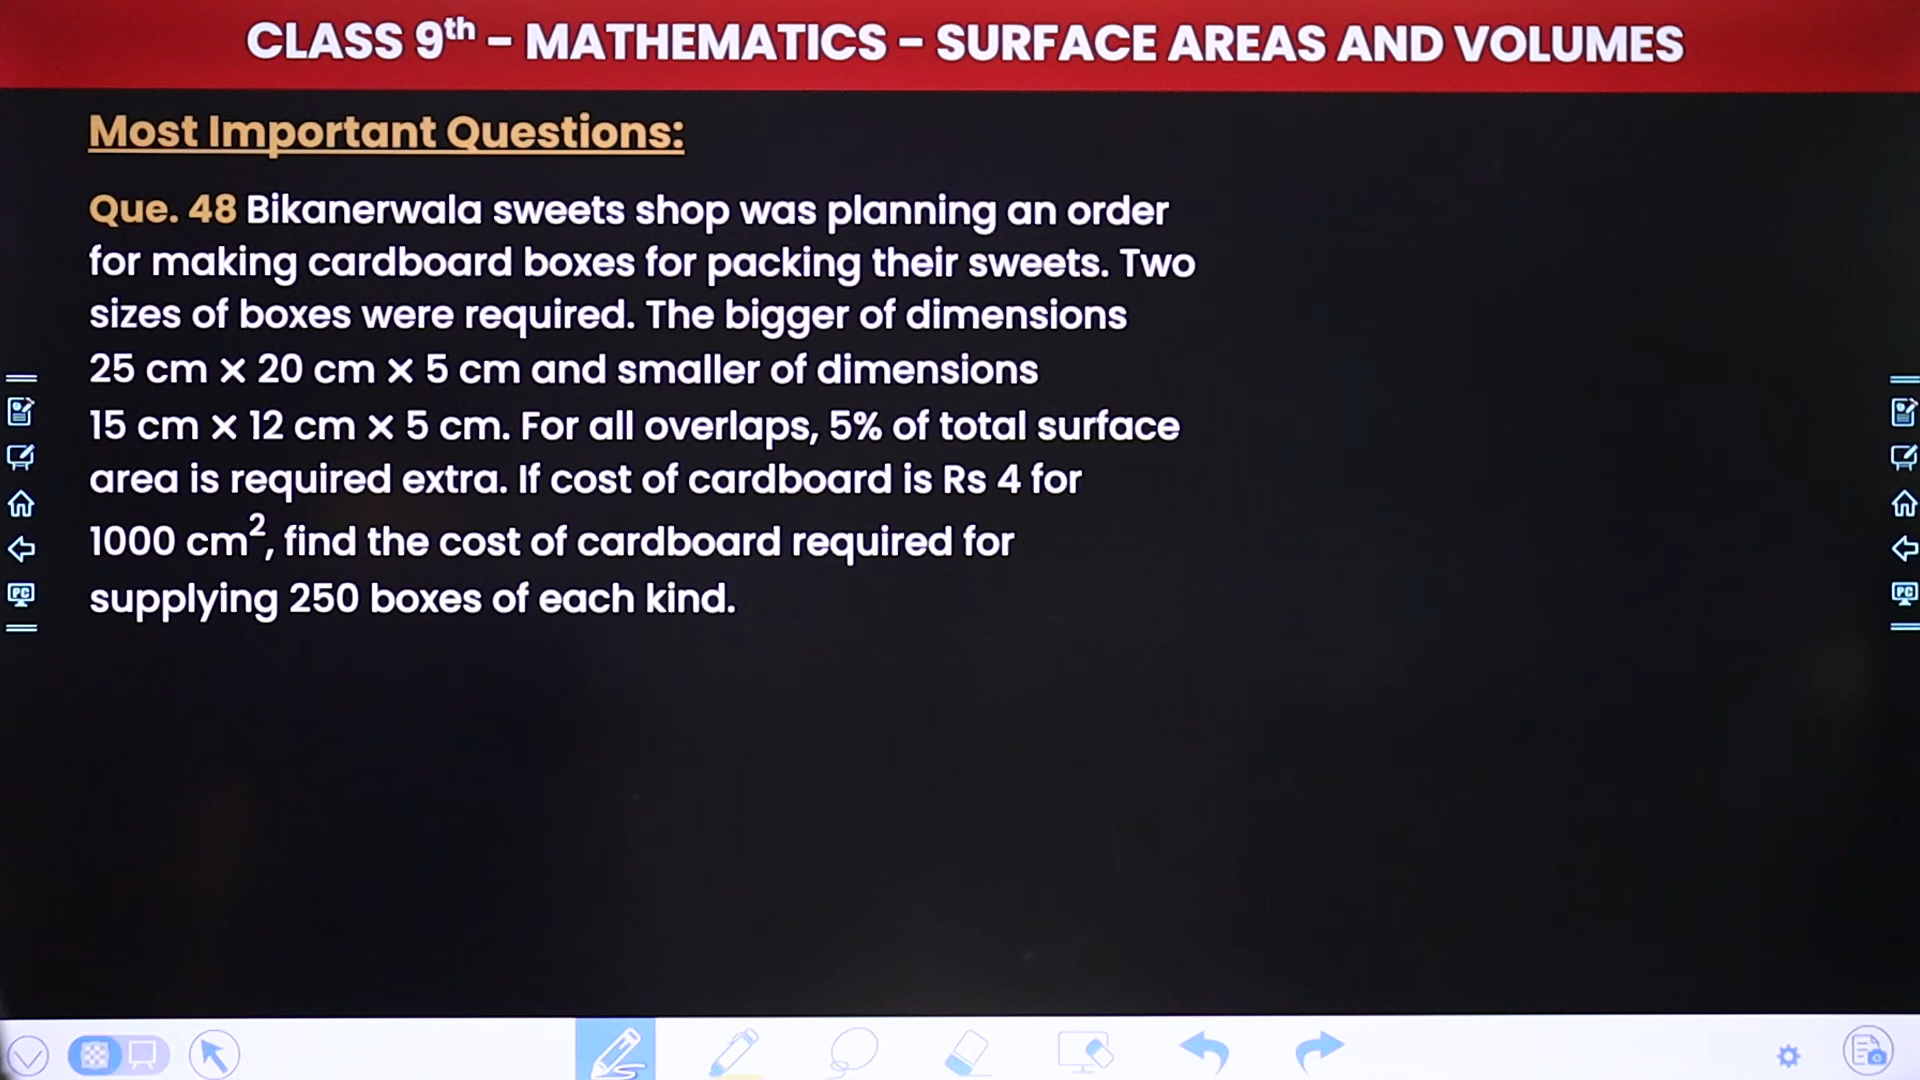 CLASS 9th – MATHEMATICS – SURFACE AREAS AND VOLUMES
Most Important Questions:
Que. 48 Bikanerwala sweets shop was planning an order
for making cardboard boxes for packing their sweets. Two
sizes of boxes were required. The bigger of dimensions
25 cm × 20 cm × 5 cm and smaller of dimensions
15 cm × 12 cm × 5 cm. For all overlaps, 5% of total surface
area is required extra. If cost of cardboard is Rs 4 for
1000 cm², find the cost of cardboard required for
supplying 250 boxes of each kind.
PC
PC